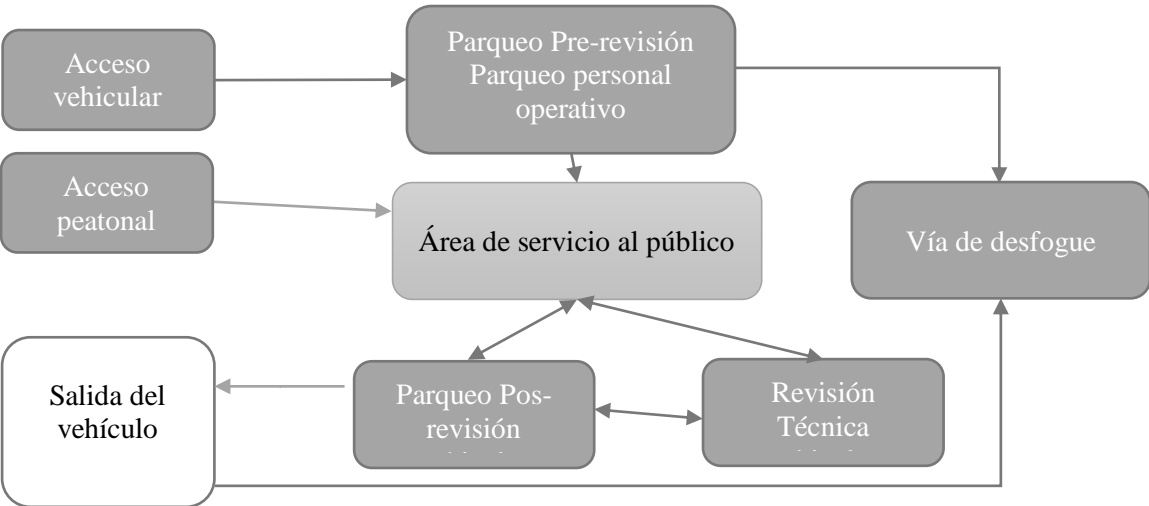 Acceso
vehicular
Parqueo Pre-revisión
Parqueo personal
operativo
Acceso
peatonal
Área de servicio al público
Vía de desfogue
Salida del
vehículo
Parqueo Pos-
revisión
Revisión
Técnica